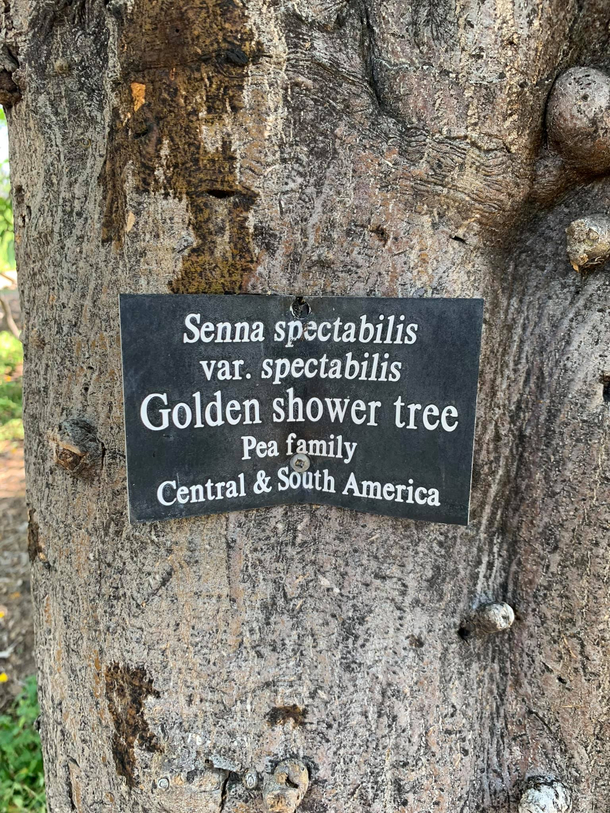 Senna spectabilis
var. spectabilis
Golden shower tree
Pea family
Central & South America